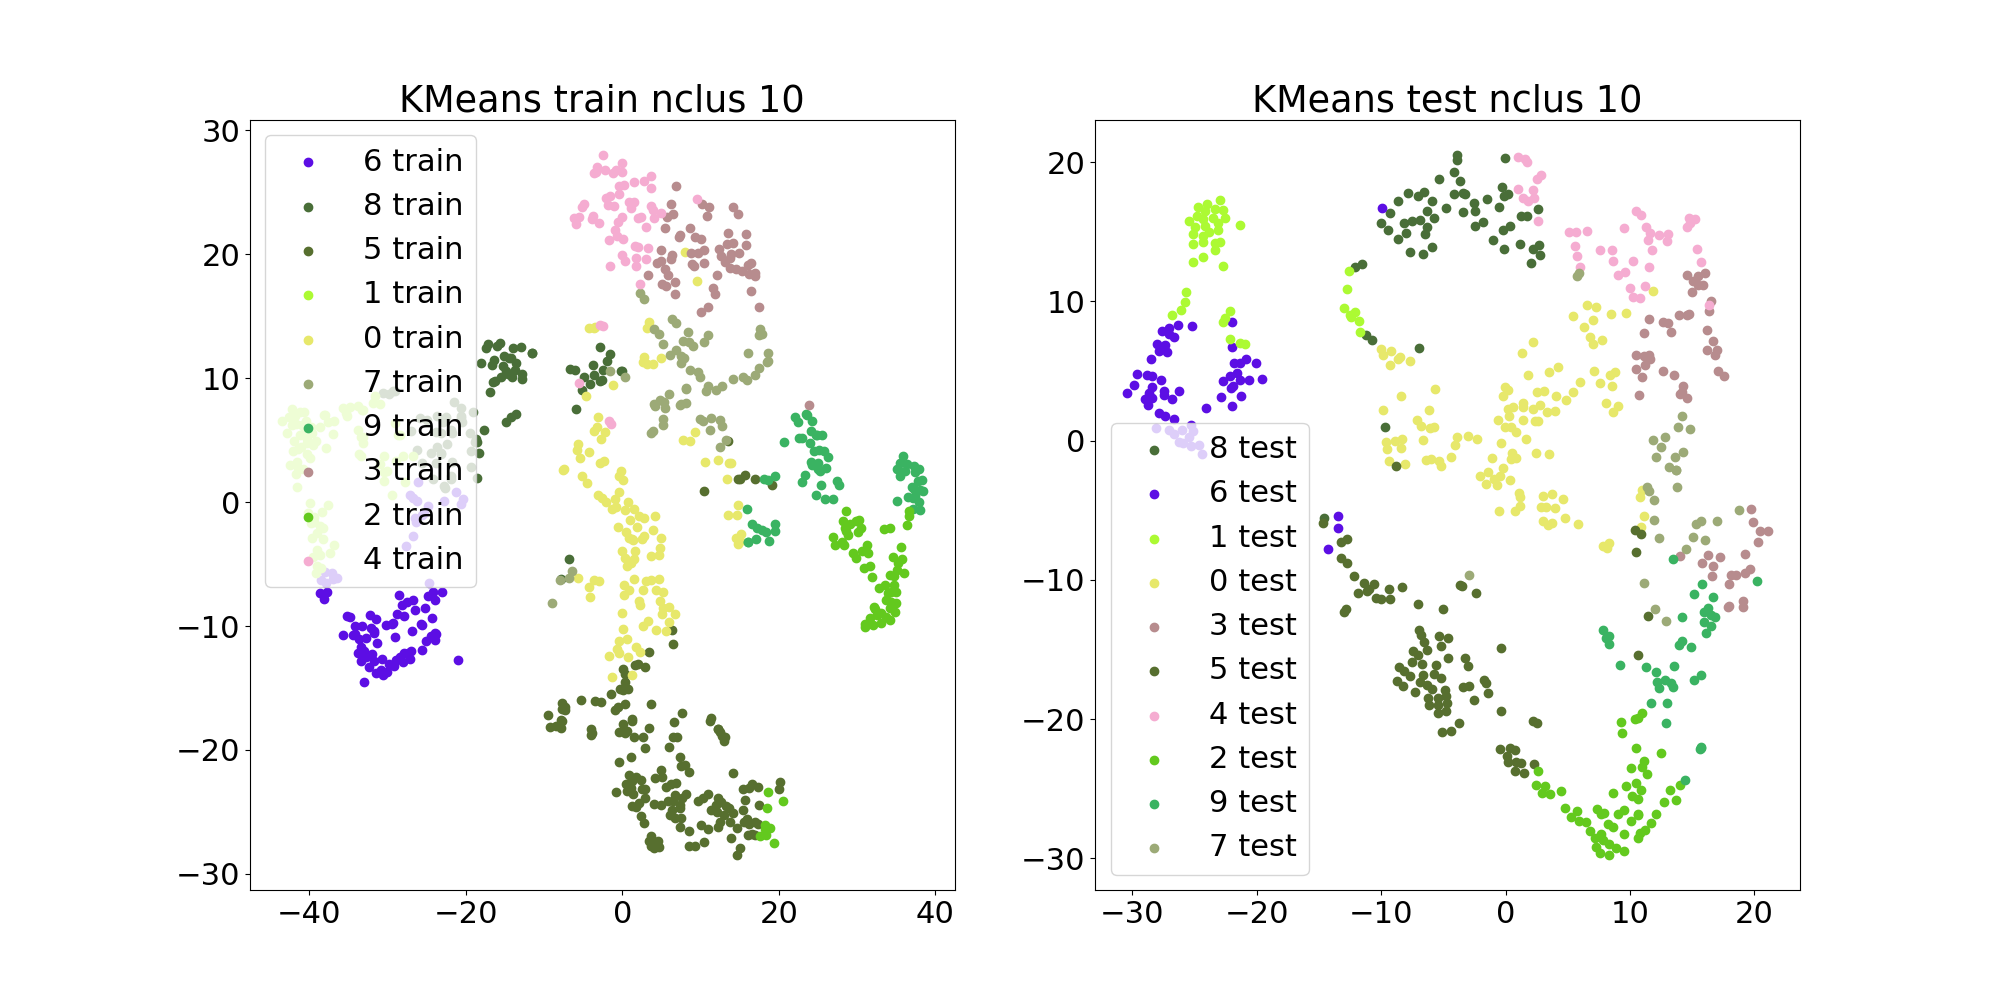 KMeans train nclus 10
30
20
10
0
−10
−20
−30
−40
−20
0
20
40
6 train
8 train
5 train
1 train
0 train
7 train
9 train
3 train
2 train
4 train
KMeans test nclus 10
20
10
0
−10
−20
−30
−30
−20
−10
0
10
20
8 test
6 test
1 test
0 test
3 test
5 test
4 test
2 test
9 test
7 test